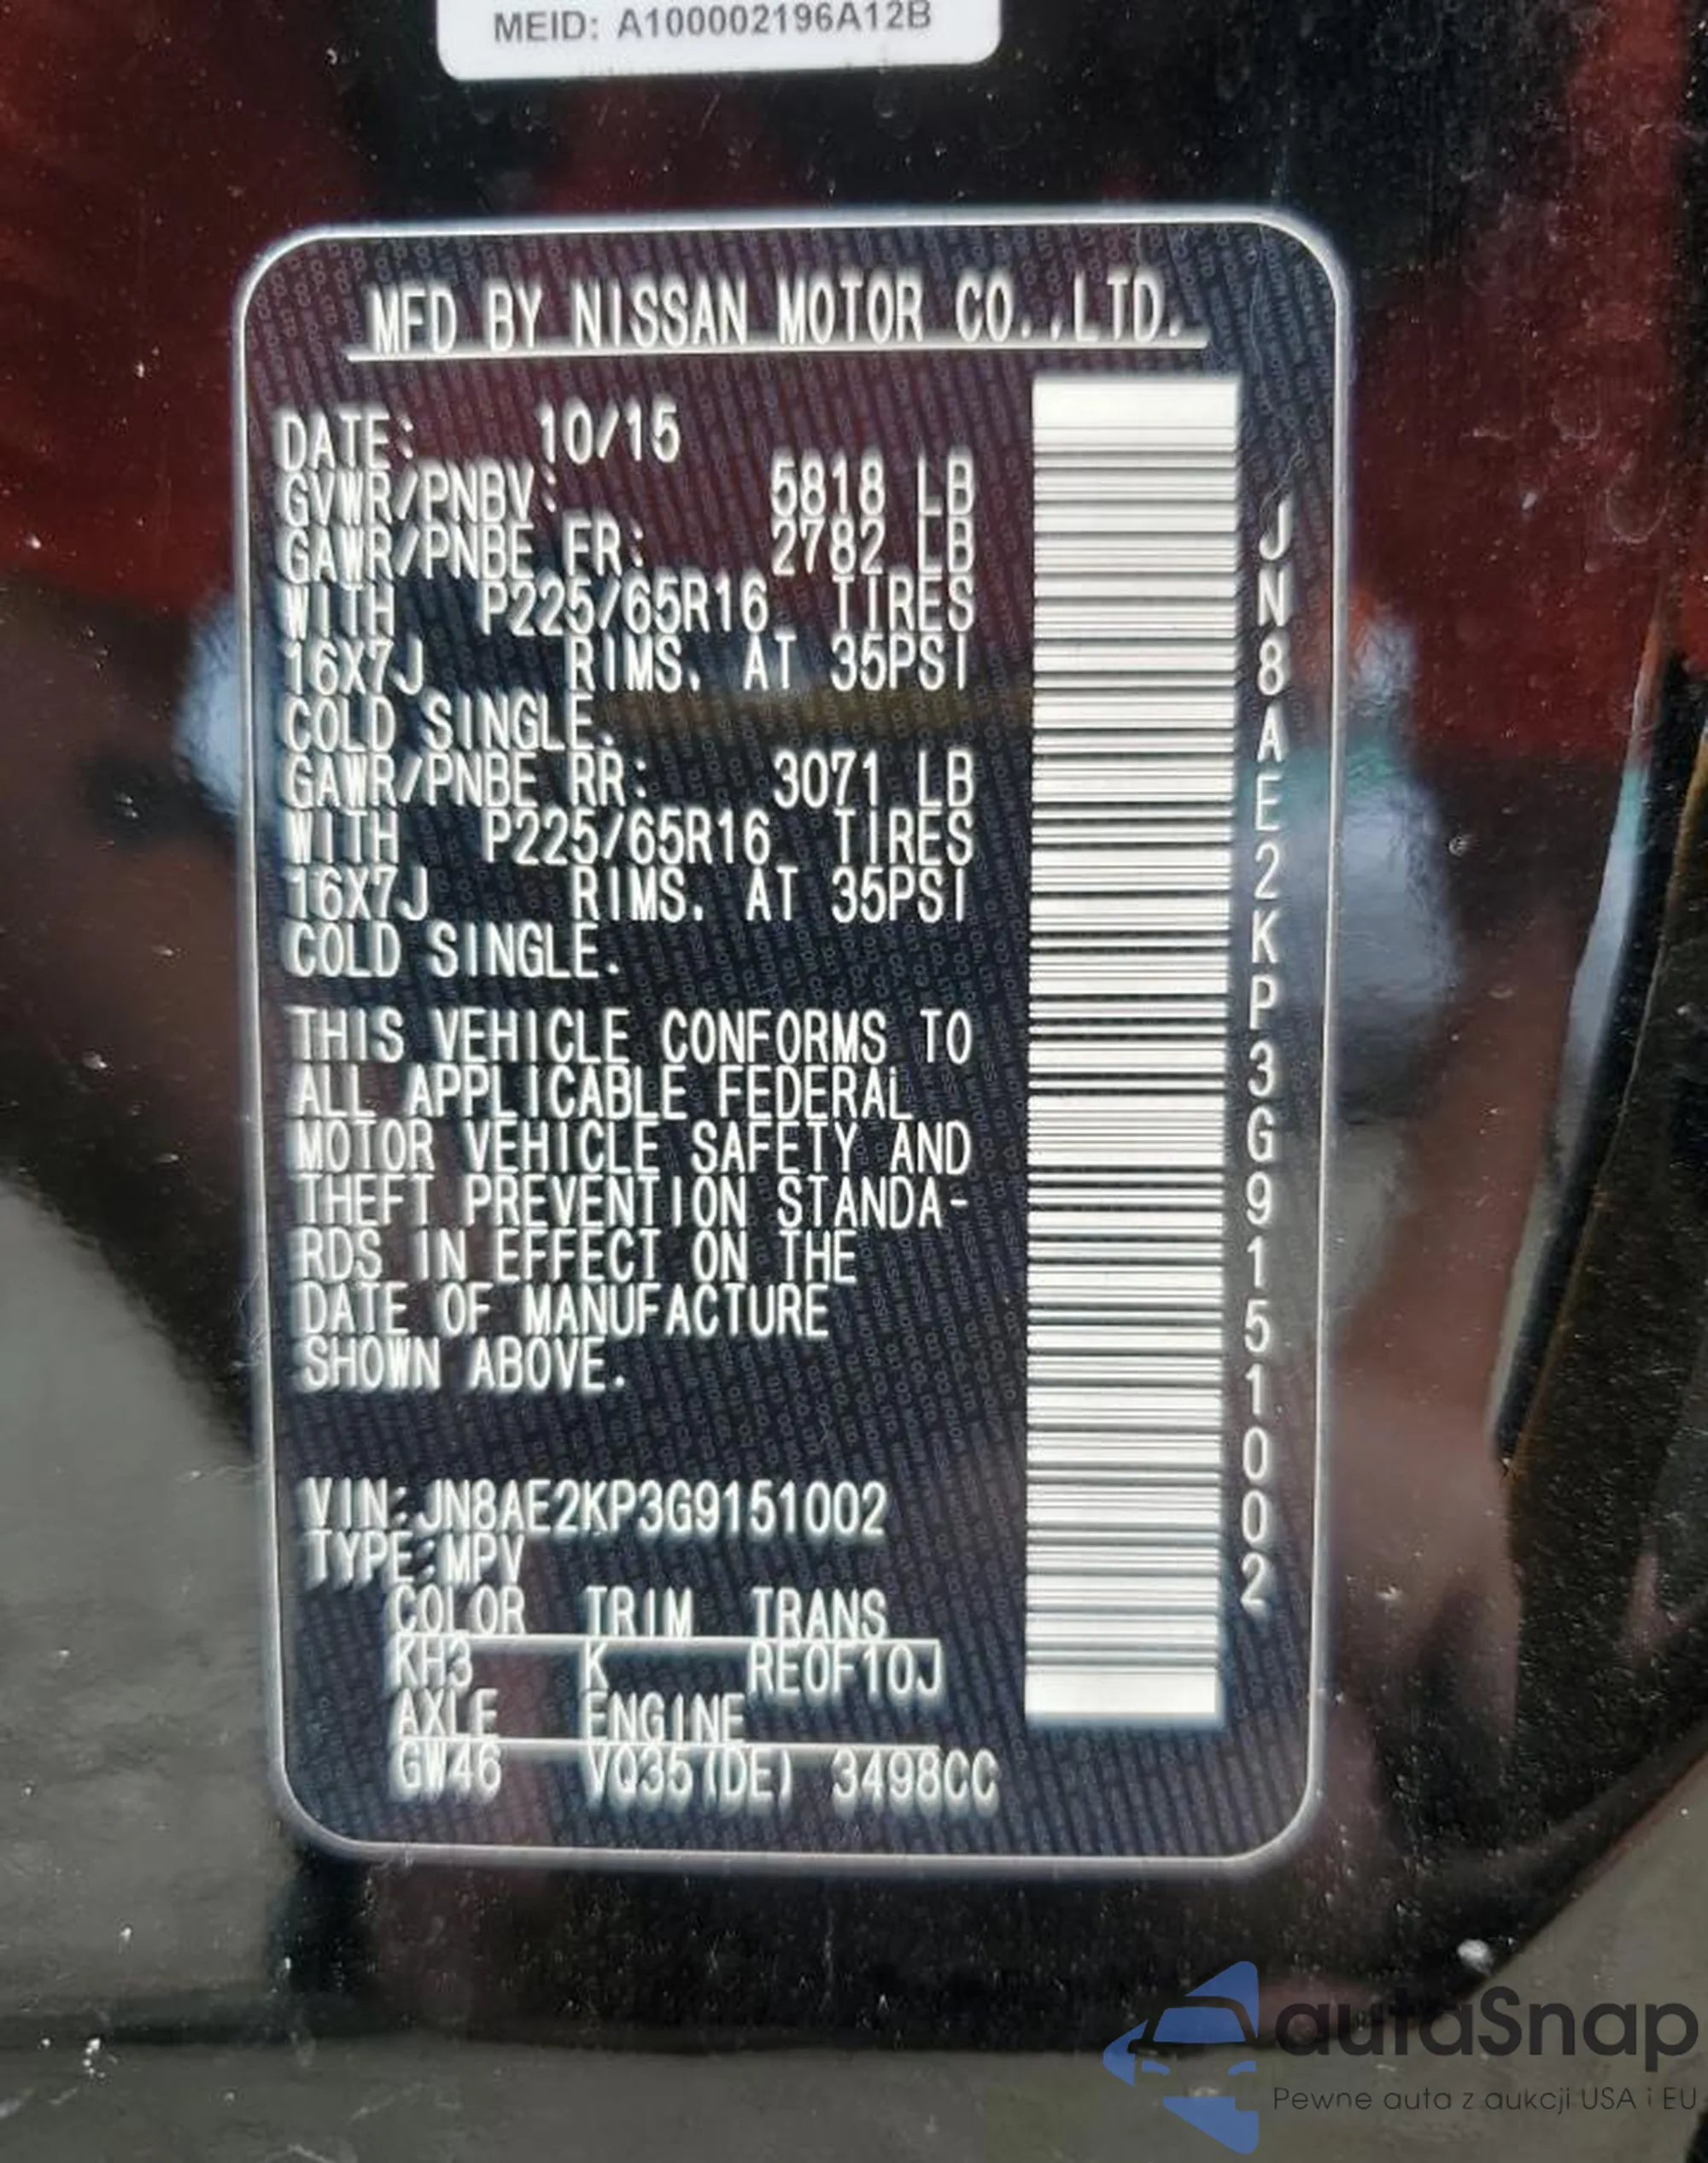 MEID: A100002196A12B
MFD BY NISSAN MOTOR CO.,LTD.
DATE: 10/15
GVWR/PNBV: 5818 LB
GAWR/PNBE FR: 2782 LB
WITH P225/65R16 TIRES
16X7J RIMS. AT 35PSI
COLD SINGLE.
GAWR/PNBE RR: 3071 LB
WITH P225/65R16 TIRES
16X7J RIMS. AT 35PSI
COLD SINGLE.
THIS VEHICLE CONFORMS TO
ALL APPLICABLE FEDERAL
MOTOR VEHICLE SAFETY AND
THEFT PREVENTION STANDA-
RDS IN EFFECT ON THE
DATE OF MANUFACTURE
SHOWN ABOVE.
VIN:JN8AE2KP3G9151002
TYPE:MPV
COLOR TRIM TRANS
KH3 K RE0F10J
AXLE ENGINE
GW46 VQ35(DE) 3498CC
JN8AE2KP3G9151002
autaSnap
Pewne auta z aukcji USA i EU